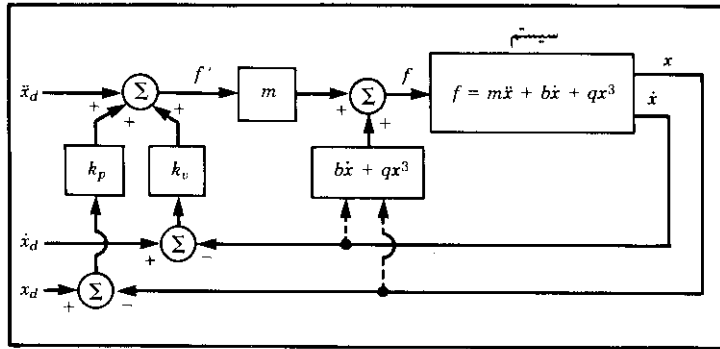 سیستم
ẍ_d
+
Σ
+
+
f′
m
+
Σ
+
f
f = mẍ + bẋ + qx³
x
ẋ
k_p
k_v
bẋ + qx³
ẋ_d
+
Σ
−
x_d
+
Σ
−